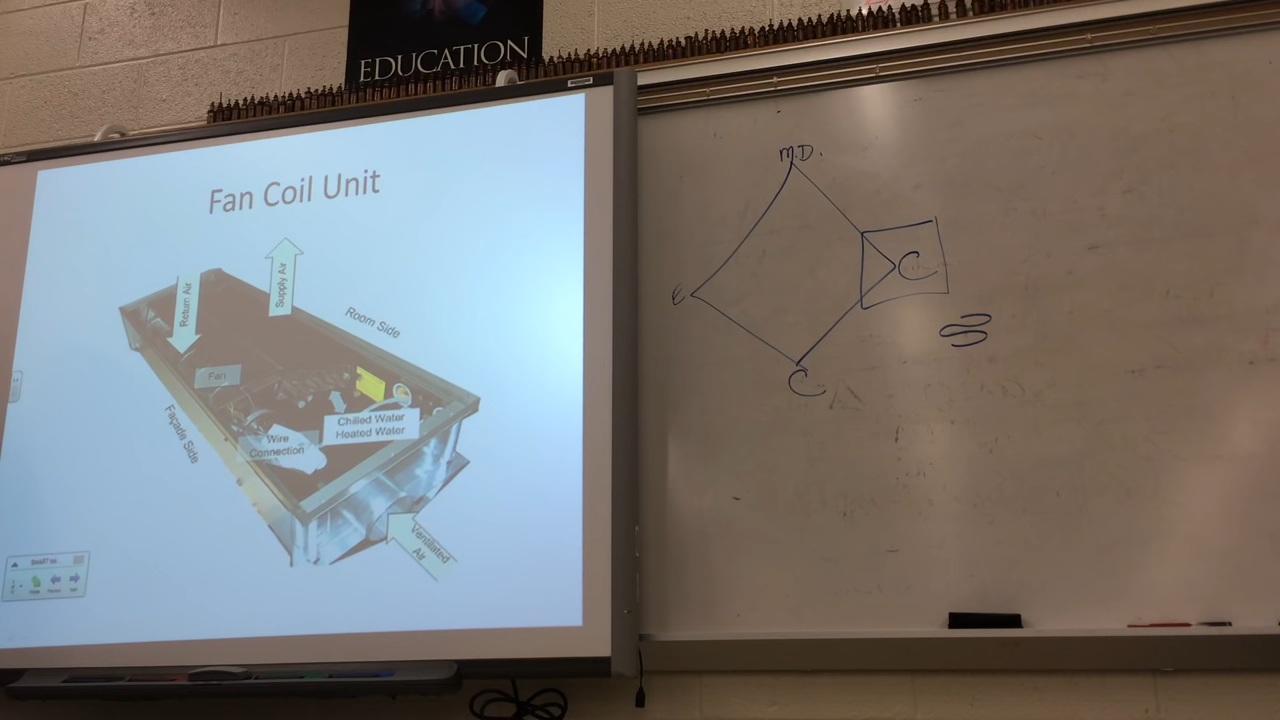 EDUCATION
Fan Coil Unit
Supply Air
Return Air
Room Side
Fan
Façade Side
Chilled Water
Heated Water
Wire
Connection
Ventilated
Air
M.D.
C
E
C